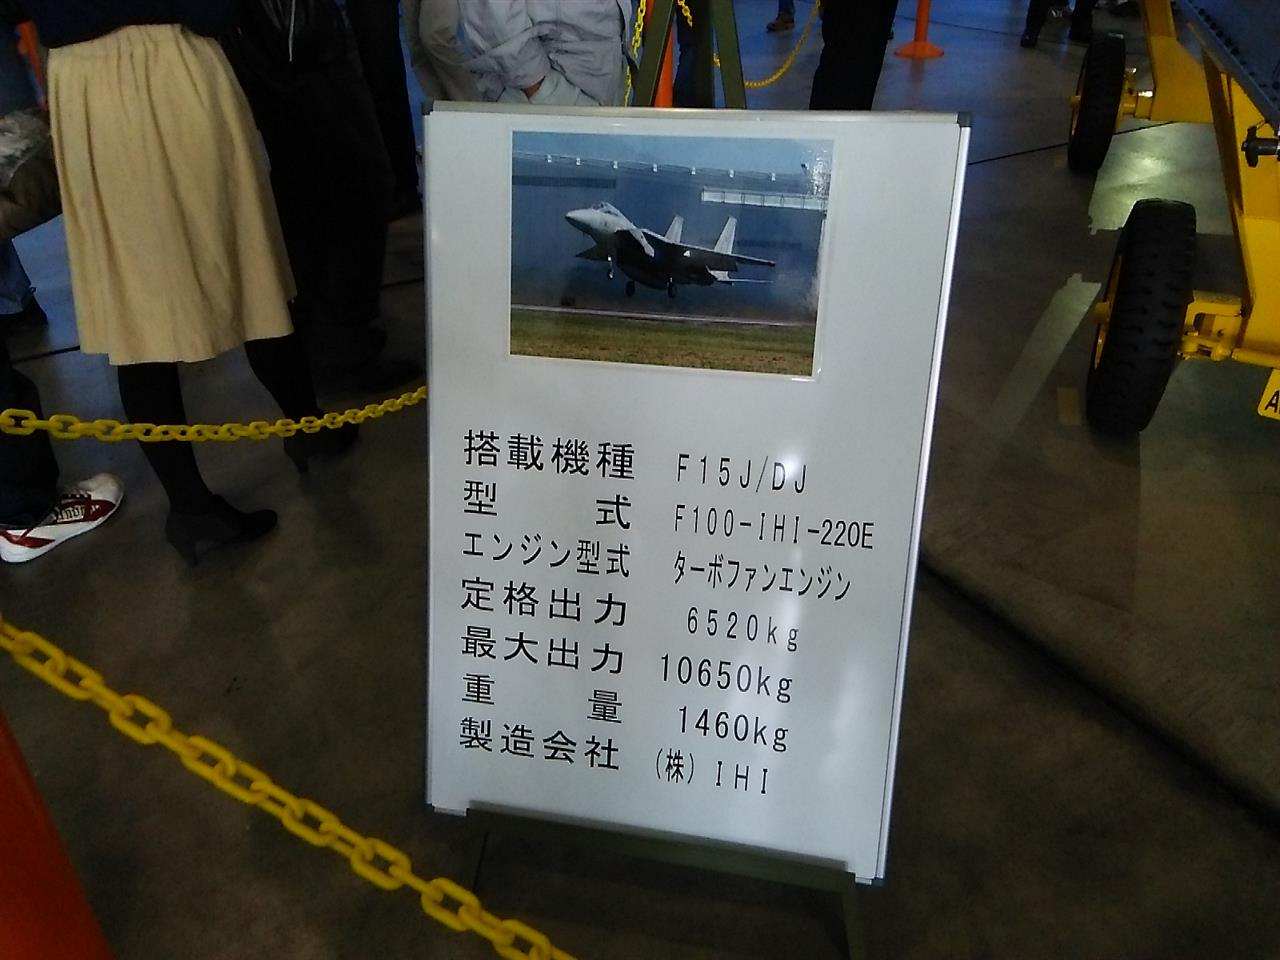 搭載機種 F15J/DJ
型式 F100-IHI-220E
エンジン型式 ターボファンエンジン
定格出力 6520kg
最大出力 10650kg
重量 1460kg
製造会社 (株)IHI